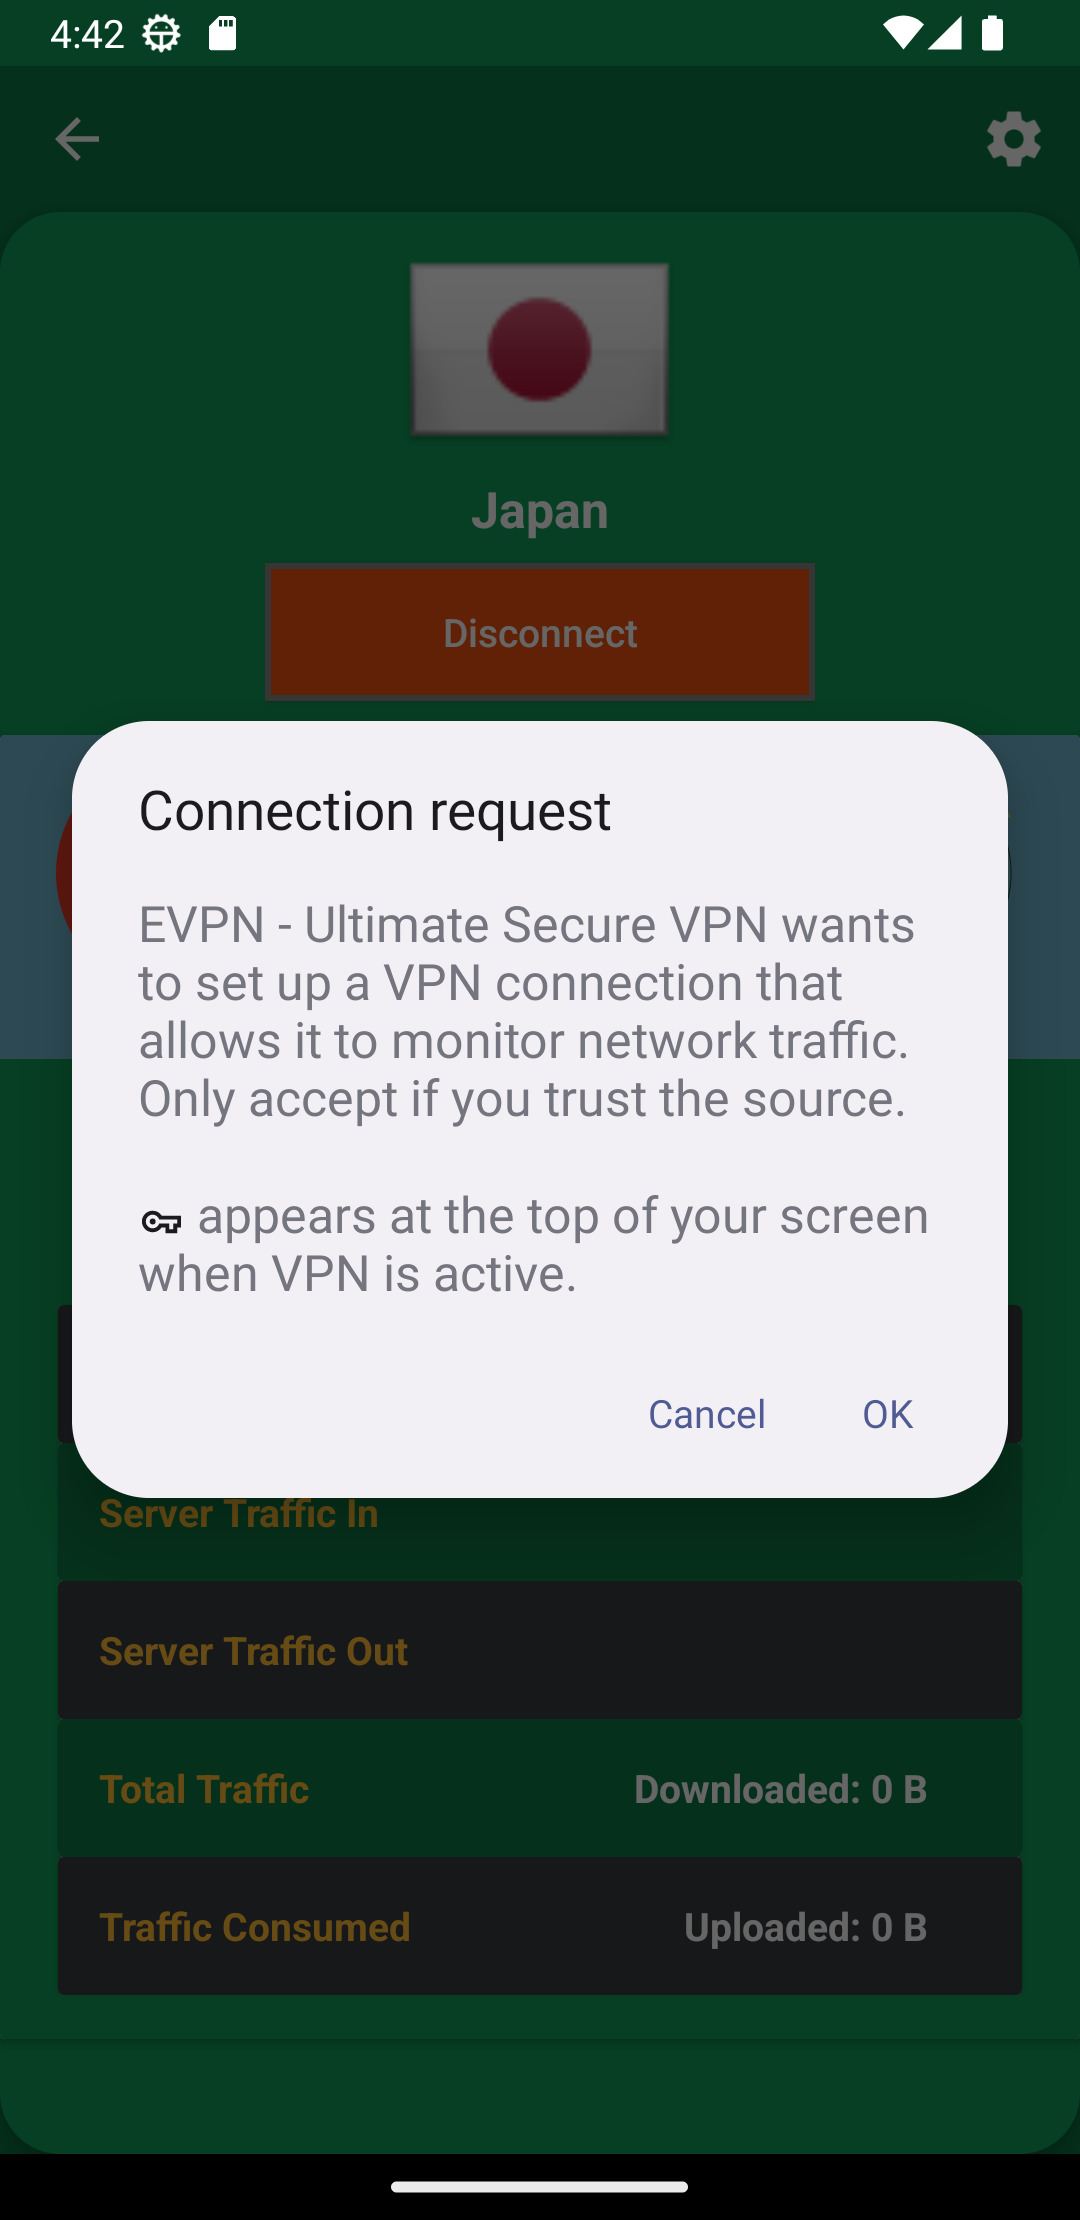 4:42
Japan
Disconnect
Connection request
EVPN - Ultimate Secure VPN wants
to set up a VPN connection that
allows it to monitor network traffic.
Only accept if you trust the source.
appears at the top of your screen
when VPN is active.
Cancel OK
Server Traffic In
Server Traffic Out
Total Traffic Downloaded: 0 B
Traffic Consumed Uploaded: 0 B